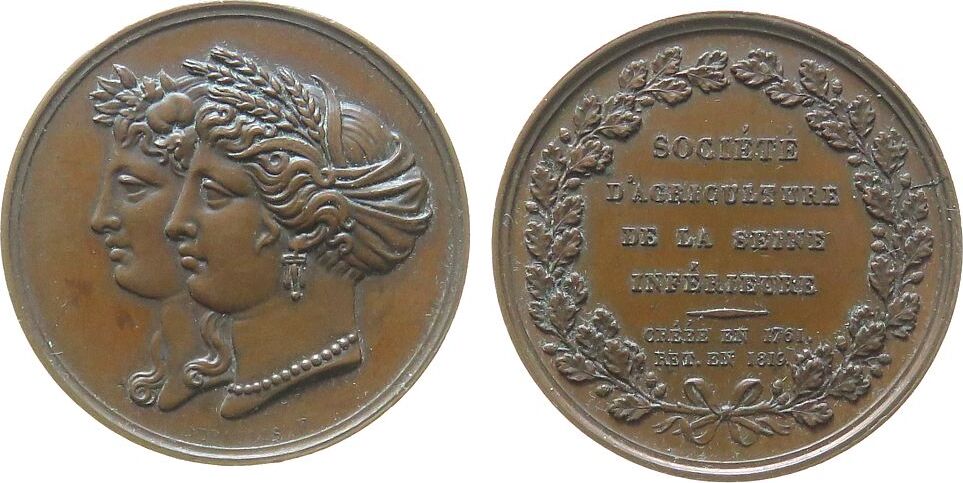 SOCIÉTÉ
D'AGRICULTURE
DE LA SEINE
INFÉRIEURE
CRÉÉE EN 1761.
RET. EN 1819.